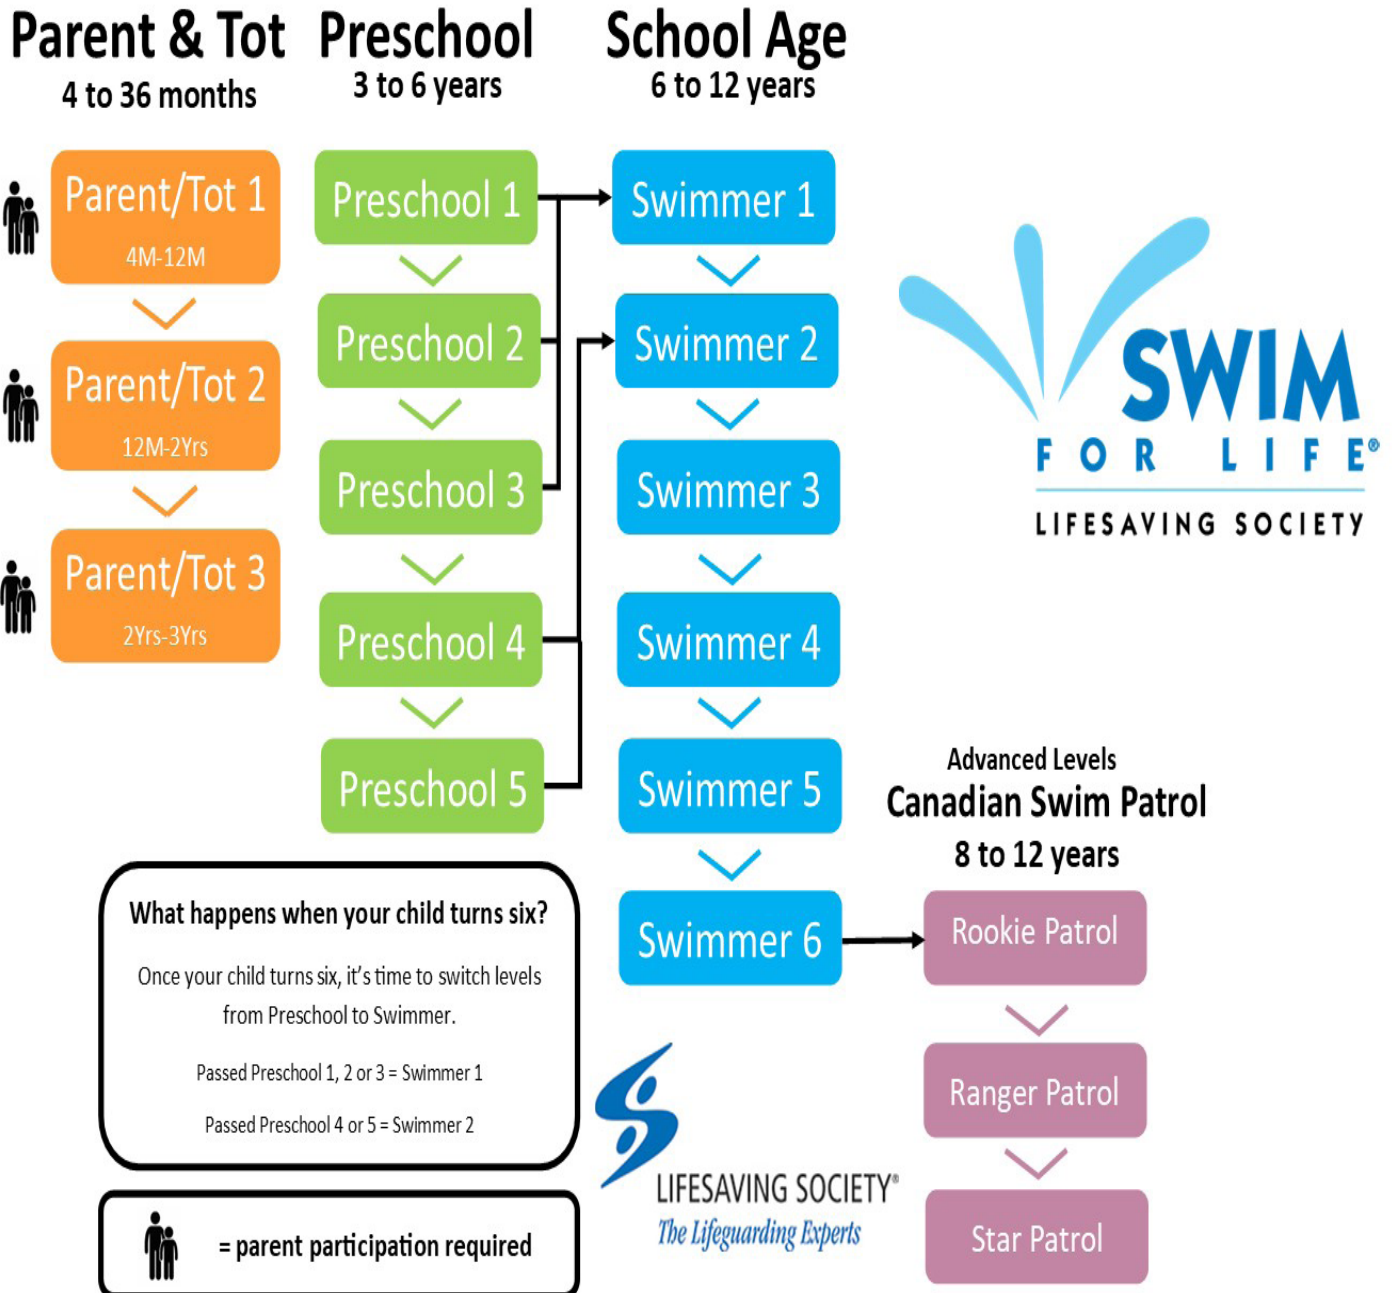 Parent & Tot
4 to 36 months
Parent/Tot 1
4M-12M
Parent/Tot 2
12M-2Yrs
Parent/Tot 3
2Yrs-3Yrs
Preschool
3 to 6 years
Preschool 1
Preschool 2
Preschool 3
Preschool 4
Preschool 5
School Age
6 to 12 years
Swimmer 1
Swimmer 2
Swimmer 3
Swimmer 4
Swimmer 5
Swimmer 6
SWIM
FOR LIFE®
LIFESAVING SOCIETY
Advanced Levels
Canadian Swim Patrol
8 to 12 years
Rookie Patrol
Ranger Patrol
Star Patrol
What happens when your child turns six?
Once your child turns six, it's time to switch levels
from Preschool to Swimmer.
Passed Preschool 1, 2 or 3 = Swimmer 1
Passed Preschool 4 or 5 = Swimmer 2
= parent participation required
LIFESAVING SOCIETY®
The Lifeguarding Experts